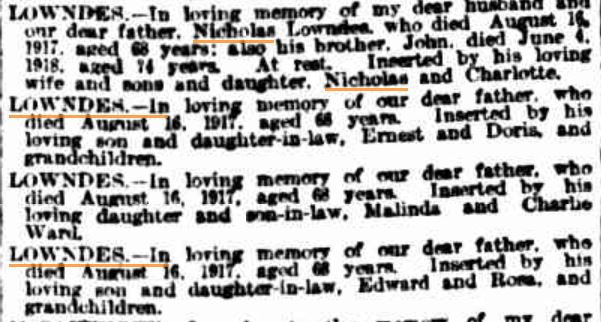 LOWNDES.—In loving memory of my dear husband and
our dear father, Nicholas Lowndes, who died August 16,
1917, aged 68 years; also his brother, John, died June 4,
1918, aged 74 years. At rest. Inserted by his loving
wife and sons and daughter, Nicholas and Charlotte.
LOWNDES.—In loving memory of our dear father, who
died August 16, 1917, aged 68 years. Inserted by his
loving son and daughter-in-law, Ernest and Doris, and
grandchildren.
LOWNDES.—In loving memory of our dear father, who
died August 16, 1917, aged 68 years. Inserted by his
loving daughter and son-in-law, Malinda and Charlie
Ward.
LOWNDES.—In loving memory of our dear father, who
died August 16, 1917, aged 68 years. Inserted by his
loving son and daughter-in-law, Edward and Rosa, and
grandchildren.
of my dear